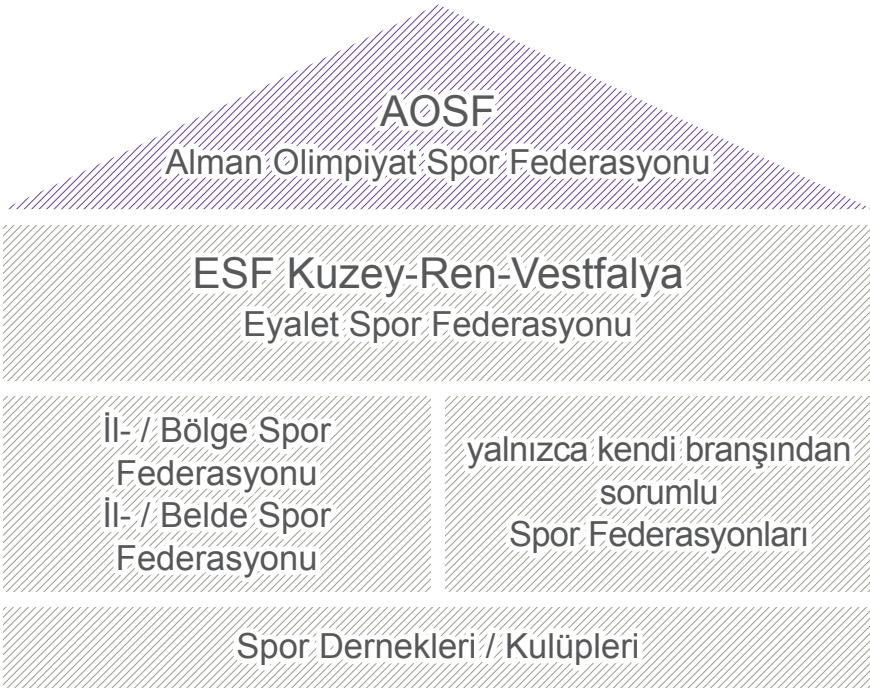 AOSF
Alman Olimpiyat Spor Federasyonu
ESF Kuzey-Ren-Vestfalya
Eyalet Spor Federasyonu
İl- / Bölge Spor
Federasyonu
İl- / Belde Spor
Federasyonu
yalnızca kendi branşından
sorumlu
Spor Federasyonları
Spor Dernekleri / Kulüpleri